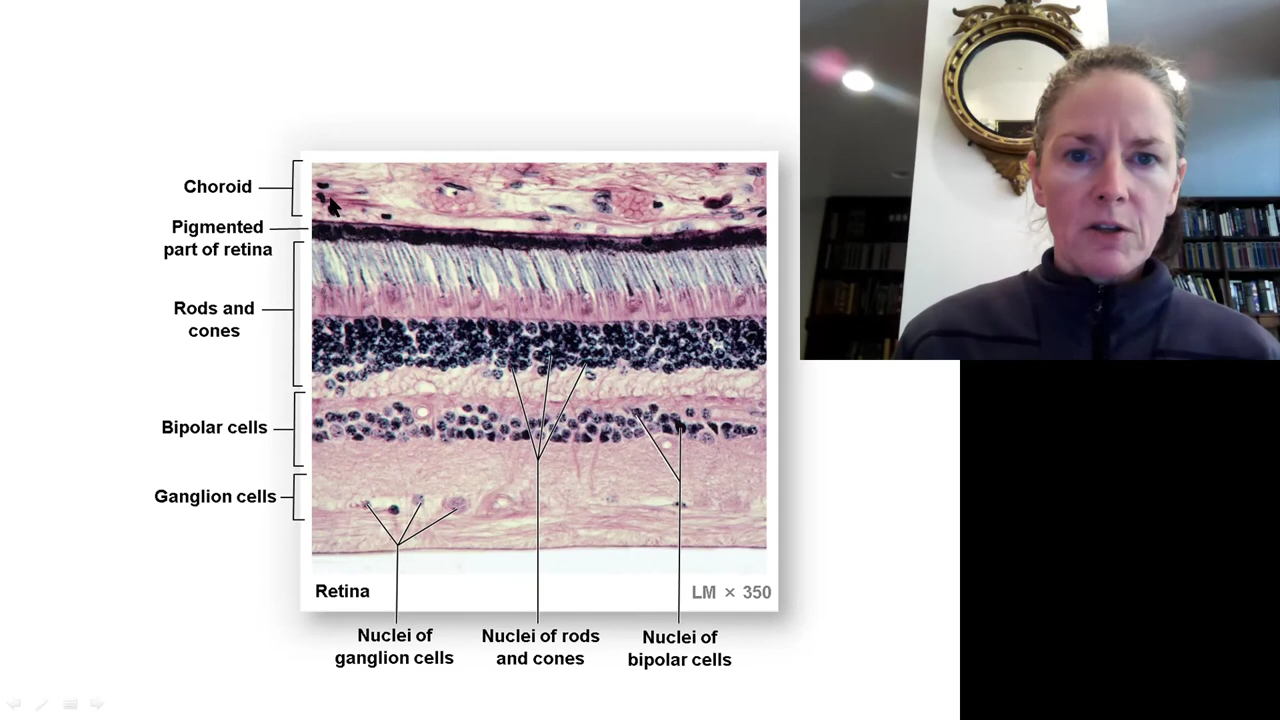 Choroid
Pigmented
part of retina
Rods and
cones
Bipolar cells
Ganglion cells
Retina
LM × 350
Nuclei of
ganglion cells
Nuclei of rods
and cones
Nuclei of
bipolar cells